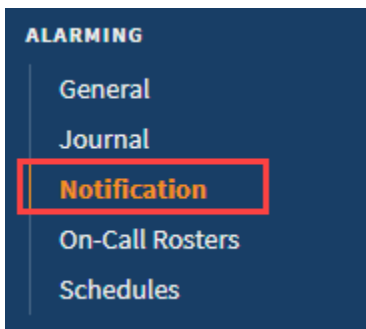 ALARMING
General
Journal
Notification
On-Call Rosters
Schedules